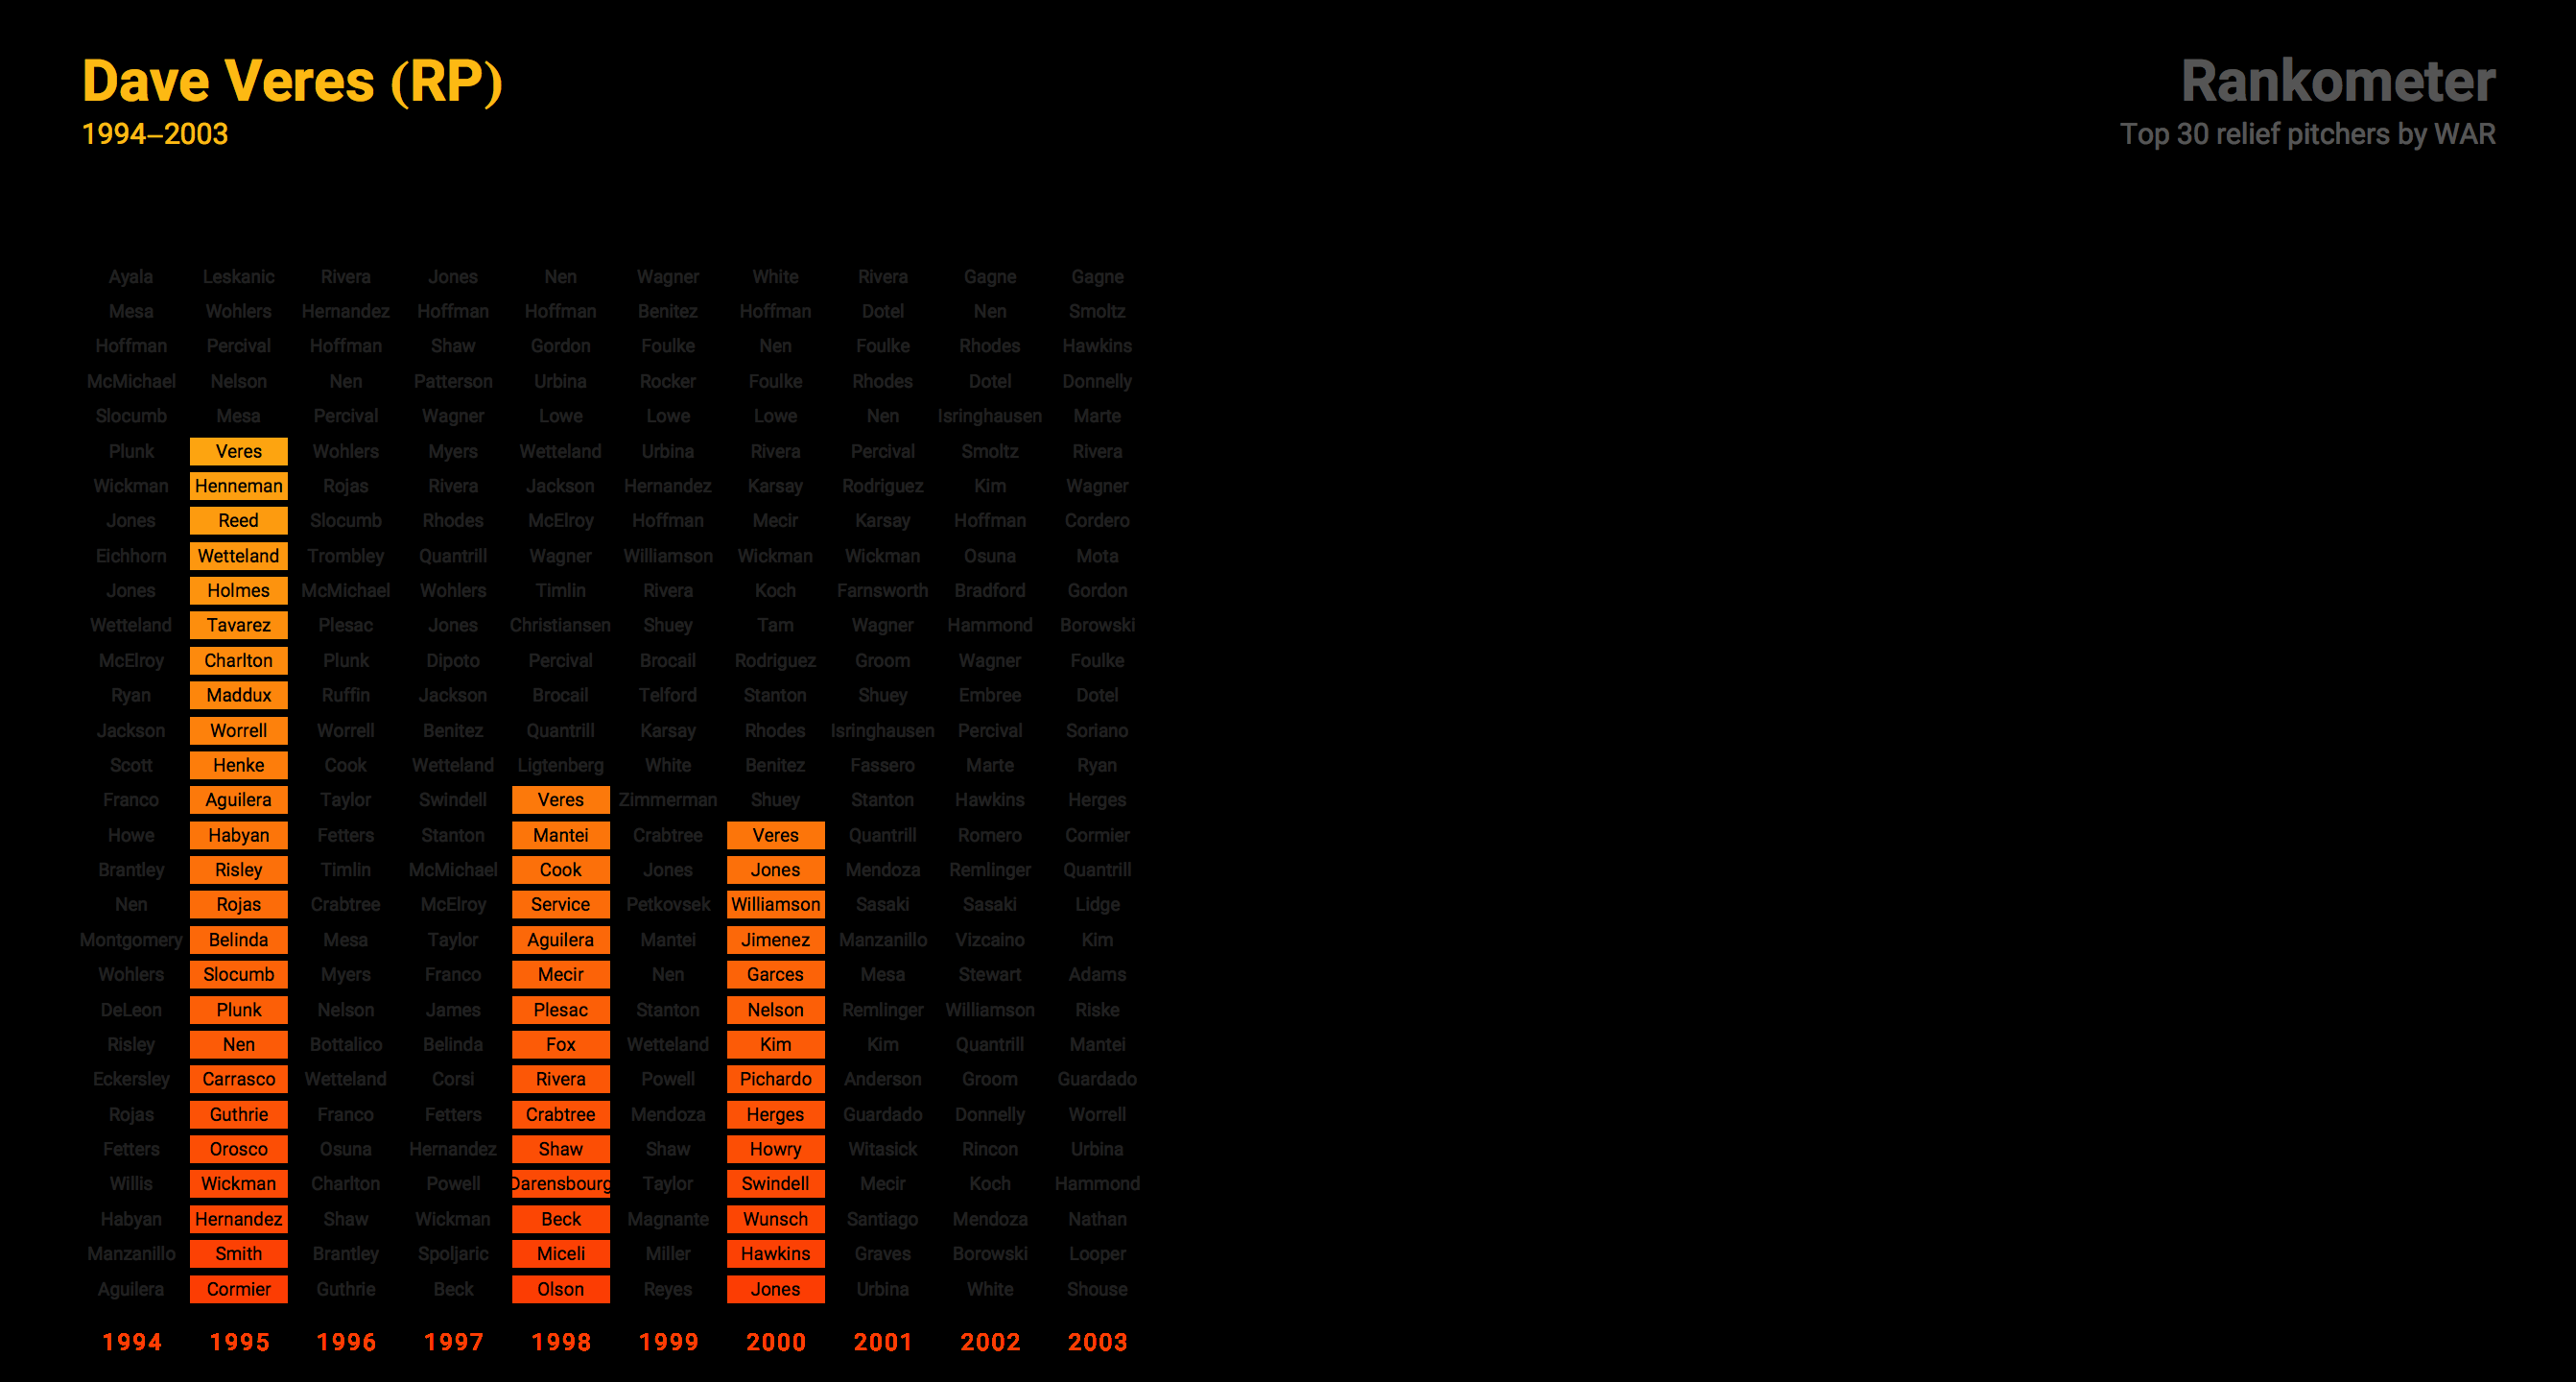 Dave Veres (RP)
1994–2003
Rankometer
Top 30 relief pitchers by WAR
Ayala Leskanic Rivera Jones Nen Wagner White Rivera Gagne Gagne
Mesa Wohlers Hernandez Hoffman Hoffman Benitez Hoffman Dotel Nen Smoltz
Hoffman Percival Hoffman Shaw Gordon Foulke Nen Foulke Rhodes Hawkins
McMichael Nelson Nen Patterson Urbina Rocker Foulke Rhodes Dotel Donnelly
Slocumb Mesa Percival Wagner Lowe Lowe Lowe Nen Isringhausen Marte
Plunk Veres Wohlers Myers Wetteland Urbina Rivera Percival Smoltz Rivera
Wickman Henneman Rojas Rivera Jackson Hernandez Karsay Rodriguez Kim Wagner
Jones Reed Slocumb Rhodes McElroy Hoffman Mecir Karsay Hoffman Cordero
Eichhorn Wetteland Trombley Quantrill Wagner Williamson Wickman Wickman Osuna Mota
Jones Holmes McMichael Wohlers Timlin Rivera Koch Farnsworth Bradford Gordon
Wetteland Tavarez Plesac Jones Christiansen Shuey Tam Wagner Hammond Borowski
McElroy Charlton Plunk Dipoto Percival Brocail Rodriguez Groom Wagner Foulke
Ryan Maddux Ruffin Jackson Brocail Telford Stanton Shuey Embree Dotel
Jackson Worrell Worrell Benitez Quantrill Karsay Rhodes Isringhausen Percival Soriano
Scott Henke Cook Wetteland Ligtenberg White Benitez Fassero Marte Ryan
Franco Aguilera Taylor Swindell Veres Zimmerman Shuey Stanton Hawkins Herges
Howe Habyan Fetters Stanton Mantei Crabtree Veres Quantrill Romero Cormier
Brantley Risley Timlin McMichael Cook Jones Jones Mendoza Remlinger Quantrill
Nen Rojas Crabtree McElroy Service Petkovsek Williamson Sasaki Sasaki Lidge
Montgomery Belinda Mesa Taylor Aguilera Mantei Jimenez Manzanillo Vizcaino Kim
Wohlers Slocumb Myers Franco Mecir Nen Garces Mesa Stewart Adams
DeLeon Plunk Nelson James Plesac Stanton Nelson Remlinger Williamson Riske
Risley Nen Bottalico Belinda Fox Wetteland Kim Kim Quantrill Mantei
Eckersley Carrasco Wetteland Corsi Rivera Powell Pichardo Anderson Groom Guardado
Rojas Guthrie Franco Fetters Crabtree Mendoza Herges Guardado Donnelly Worrell
Fetters Orosco Osuna Hernandez Shaw Shaw Howry Witasick Rincon Urbina
Willis Wickman Charlton Powell Darensbourg Taylor Swindell Mecir Koch Hammond
Habyan Hernandez Shaw Wickman Beck Magnante Wunsch Santiago Mendoza Nathan
Manzanillo Smith Brantley Spoljaric Miceli Miller Hawkins Graves Borowski Looper
Aguilera Cormier Guthrie Beck Olson Reyes Jones Urbina White Shouse
1994 1995 1996 1997 1998 1999 2000 2001 2002 2003